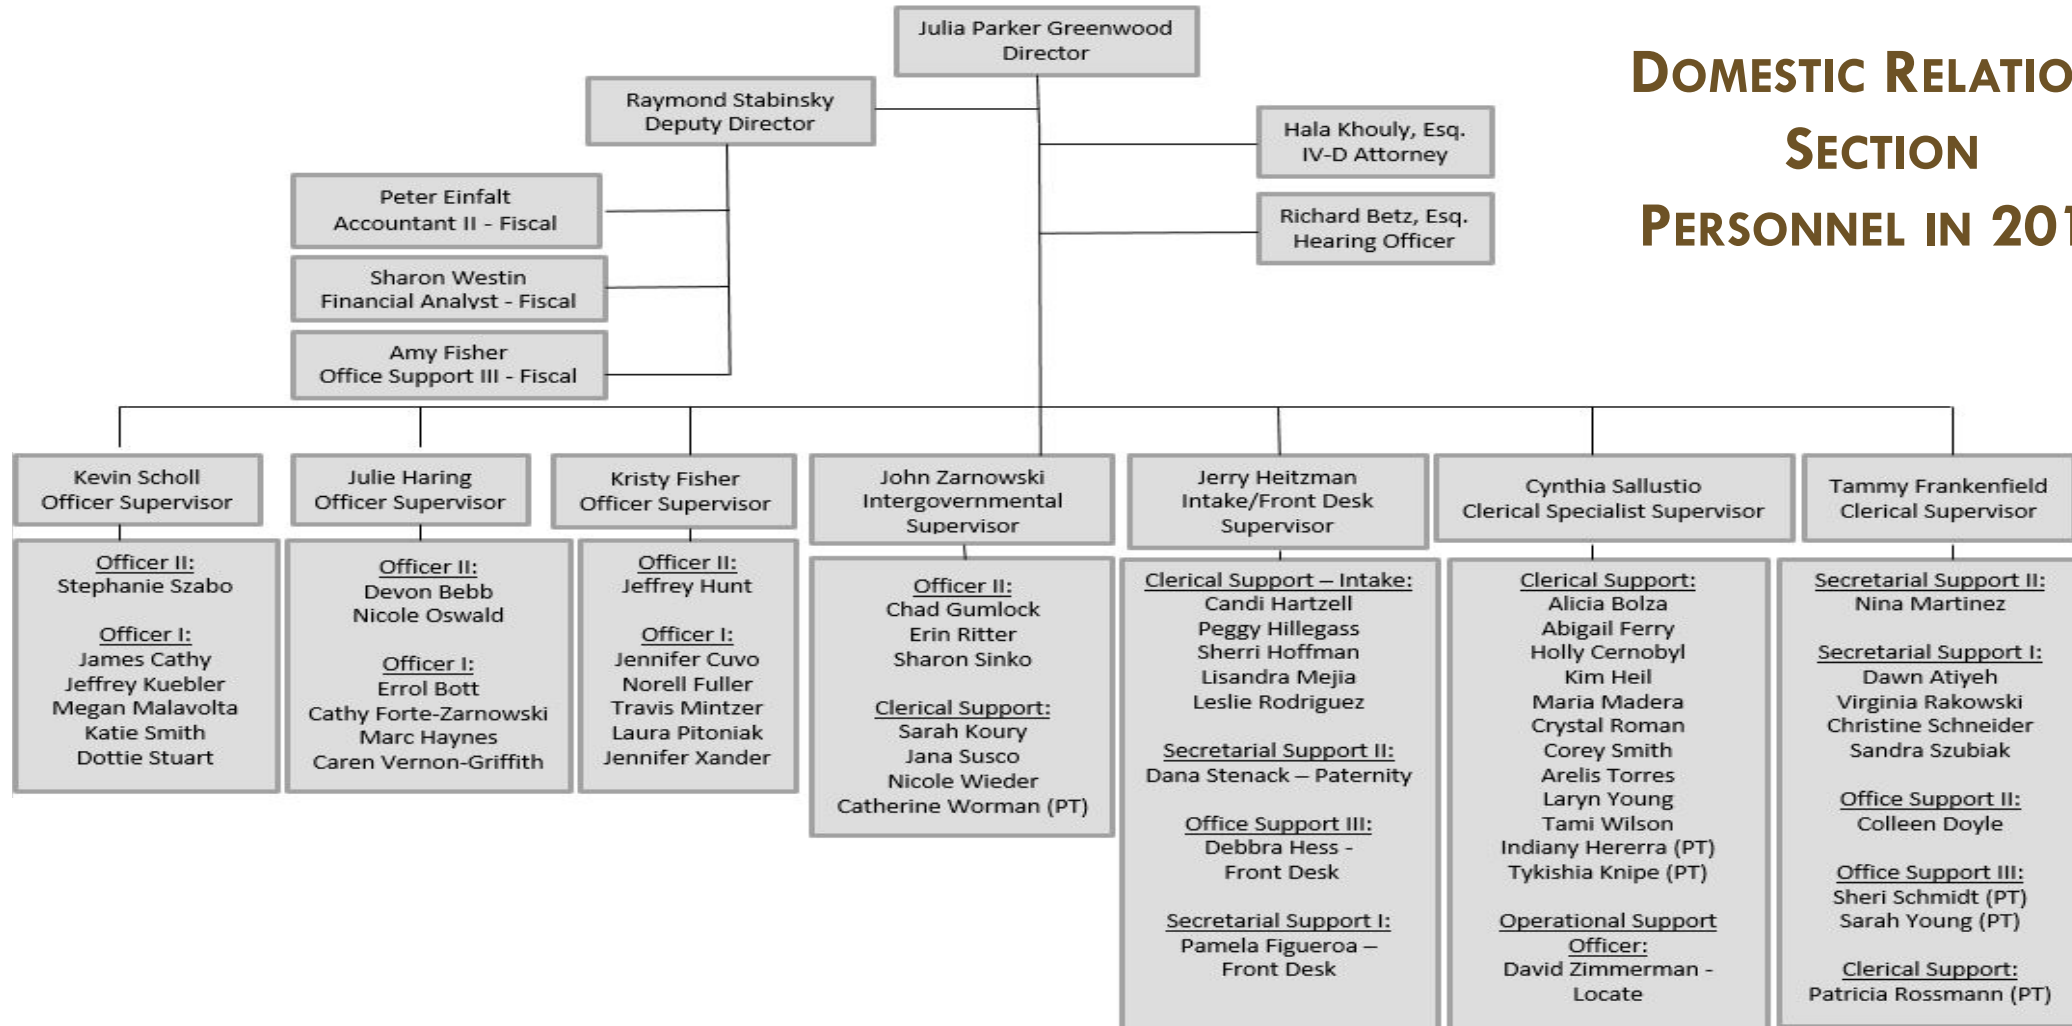 Julia Parker Greenwood
Director
DOMESTIC RELATIO
SECTION
PERSONNEL IN 201
Raymond Stabinsky
Deputy Director
Hala Khouly, Esq.
IV-D Attorney
Richard Betz, Esq.
Hearing Officer
Peter Einfalt
Accountant II - Fiscal
Sharon Westin
Financial Analyst - Fiscal
Amy Fisher
Office Support III - Fiscal
Kevin Scholl
Officer Supervisor
Officer II:
Stephanie Szabo
Officer I:
James Cathy
Jeffrey Kuebler
Megan Malavolta
Katie Smith
Dottie Stuart
Julie Haring
Officer Supervisor
Officer II:
Devon Bebb
Nicole Oswald
Officer I:
Errol Bott
Cathy Forte-Zarnowski
Marc Haynes
Caren Vernon-Griffith
Kristy Fisher
Officer Supervisor
Officer II:
Jeffrey Hunt
Officer I:
Jennifer Cuvo
Norell Fuller
Travis Mintzer
Laura Pitoniak
Jennifer Xander
John Zarnowski
Intergovernmental
Supervisor
Officer II:
Chad Gumlock
Erin Ritter
Sharon Sinko
Clerical Support:
Sarah Koury
Jana Susco
Nicole Wieder
Catherine Worman (PT)
Jerry Heitzman
Intake/Front Desk
Supervisor
Clerical Support – Intake:
Candi Hartzell
Peggy Hillegass
Sherri Hoffman
Lisandra Mejia
Leslie Rodriguez
Secretarial Support II:
Dana Stenack – Paternity
Office Support III:
Debbra Hess -
Front Desk
Secretarial Support I:
Pamela Figueroa –
Front Desk
Cynthia Sallustio
Clerical Specialist Supervisor
Clerical Support:
Alicia Bolza
Abigail Ferry
Holly Cernobyl
Kim Heil
Maria Madera
Crystal Roman
Corey Smith
Arelis Torres
Laryn Young
Tami Wilson
Indiany Hererra (PT)
Tykishia Knipe (PT)
Operational Support
Officer:
David Zimmerman -
Locate
Tammy Frankenfield
Clerical Supervisor
Secretarial Support II:
Nina Martinez
Secretarial Support I:
Dawn Atiyeh
Virginia Rakowski
Christine Schneider
Sandra Szubiak
Office Support II:
Colleen Doyle
Office Support III:
Sheri Schmidt (PT)
Sarah Young (PT)
Clerical Support:
Patricia Rossmann (PT)